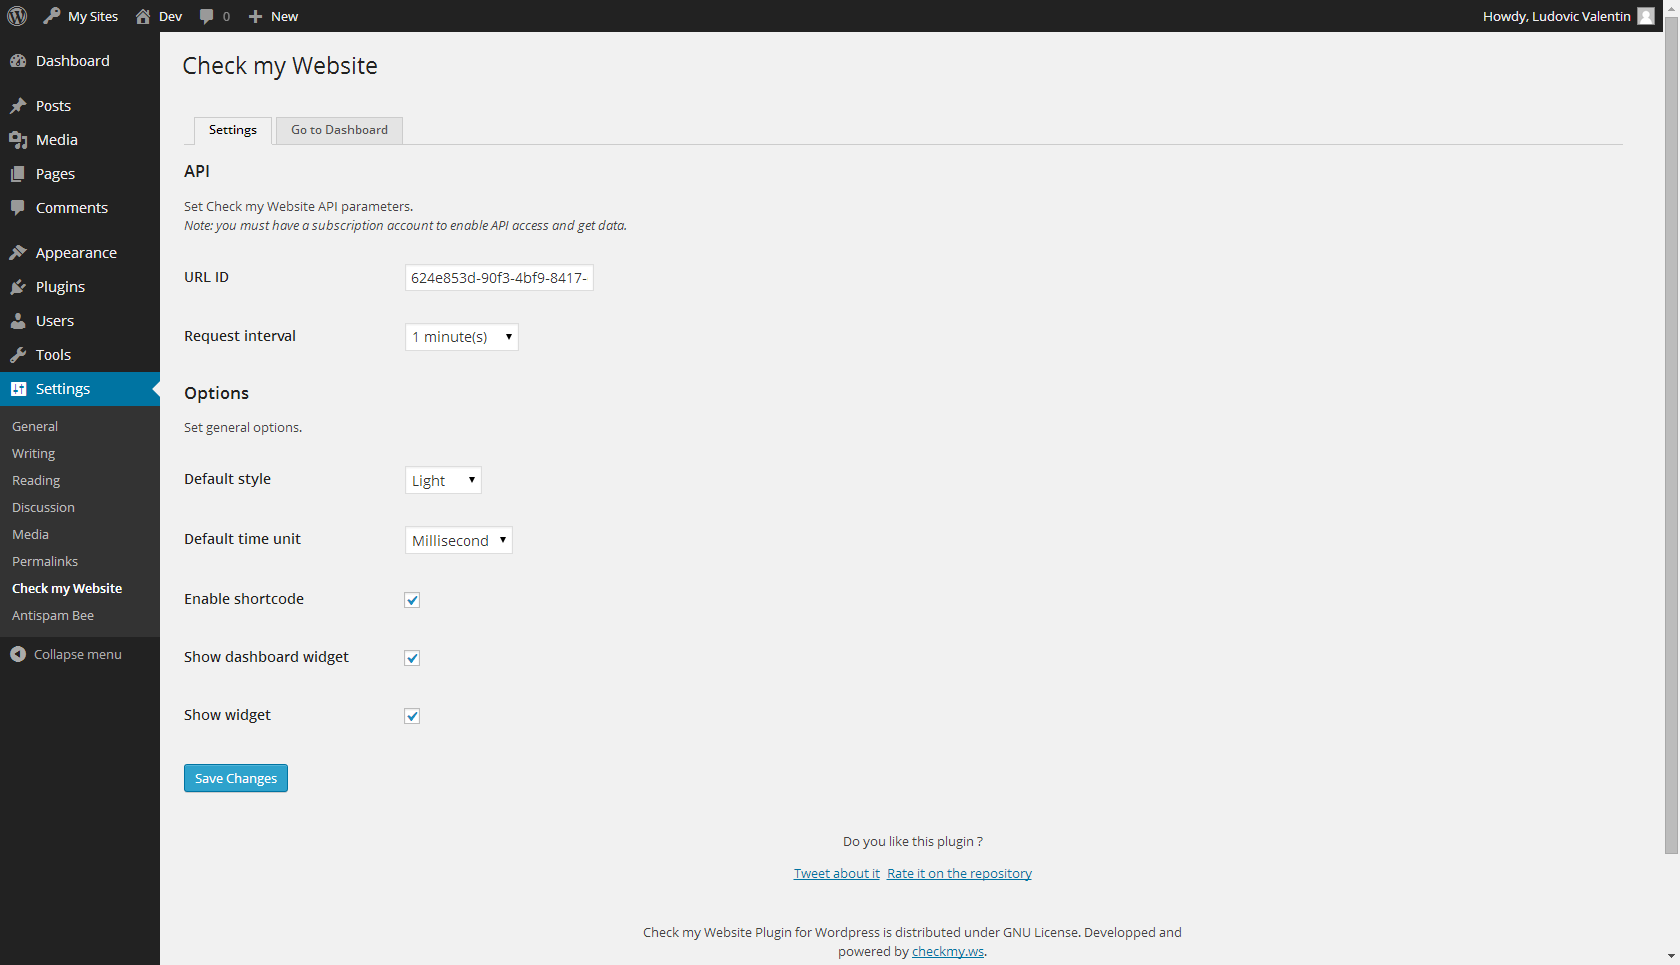 My Sites Dev 0 New Howdy, Ludovic Valentin
Dashboard
Posts
Media
Pages
Comments
Appearance
Plugins
Users
Tools
Settings
General
Writing
Reading
Discussion
Media
Permalinks
Check my Website
Antispam Bee
Collapse menu
Check my Website
Settings Go to Dashboard
API
Set Check my Website API parameters.
Note: you must have a subscription account to enable API access and get data.
URL ID 624e853d-90f3-4bf9-8417-
Request interval 1 minute(s)
Options
Set general options.
Default style Light
Default time unit Millisecond
Enable shortcode
Show dashboard widget
Show widget
Save Changes
Do you like this plugin ?
Tweet about it Rate it on the repository
Check my Website Plugin for Wordpress is distributed under GNU License. Developped and
powered by checkmy.ws.